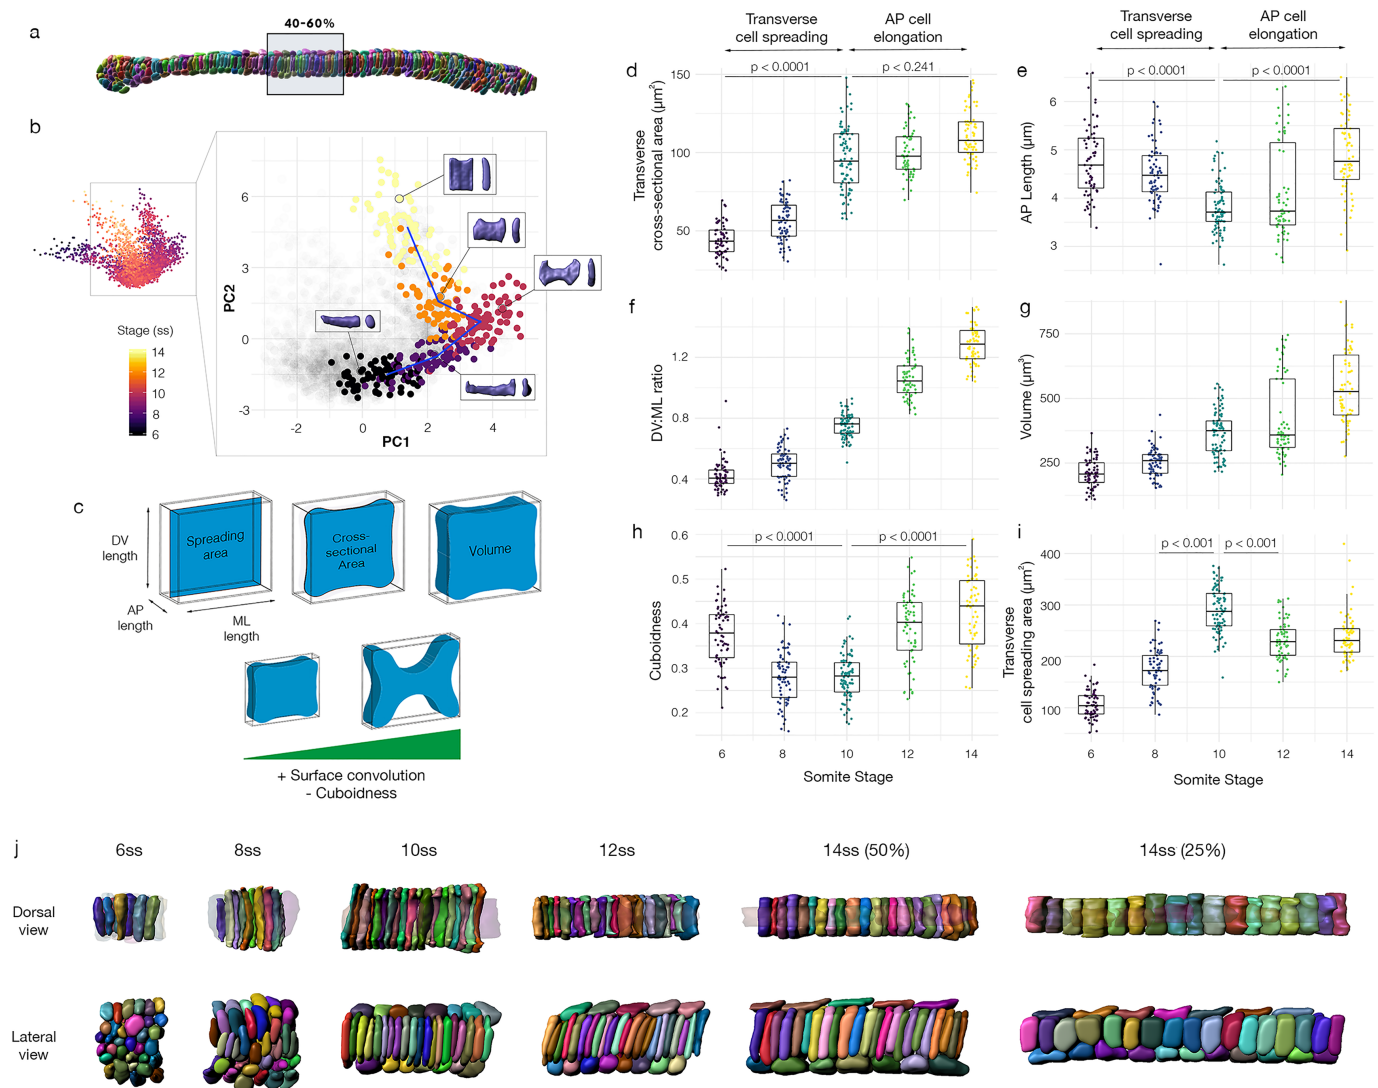 a
40-60%
b
Stage (ss)
14
12
10
8
6
PC2
6
3
0
-3
-2
0
2
4
PC1
c
DV
length
AP
length
ML
length
Spreading
area
Cross-
sectional
Area
Volume
+ Surface convolution
- Cuboidness
Transverse
cell spreading
AP cell
elongation
d
p < 0.0001
p < 0.241
Transverse
cross-sectional area (μm²)
150
100
50
Transverse
cell spreading
AP cell
elongation
e
p < 0.0001
p < 0.0001
AP Length (μm)
6
5
4
3
f
DV:ML ratio
1.2
0.8
0.4
g
Volume (μm³)
750
500
250
h
p < 0.0001
p < 0.0001
Cuboidness
0.6
0.5
0.4
0.3
0.2
6
8
10
12
14
Somite Stage
i
p < 0.001
p < 0.001
Transverse
cell spreading area (μm²)
400
300
200
100
6
8
10
12
14
Somite Stage
j
6ss
8ss
10ss
12ss
14ss (50%)
14ss (25%)
Dorsal
view
Lateral
view